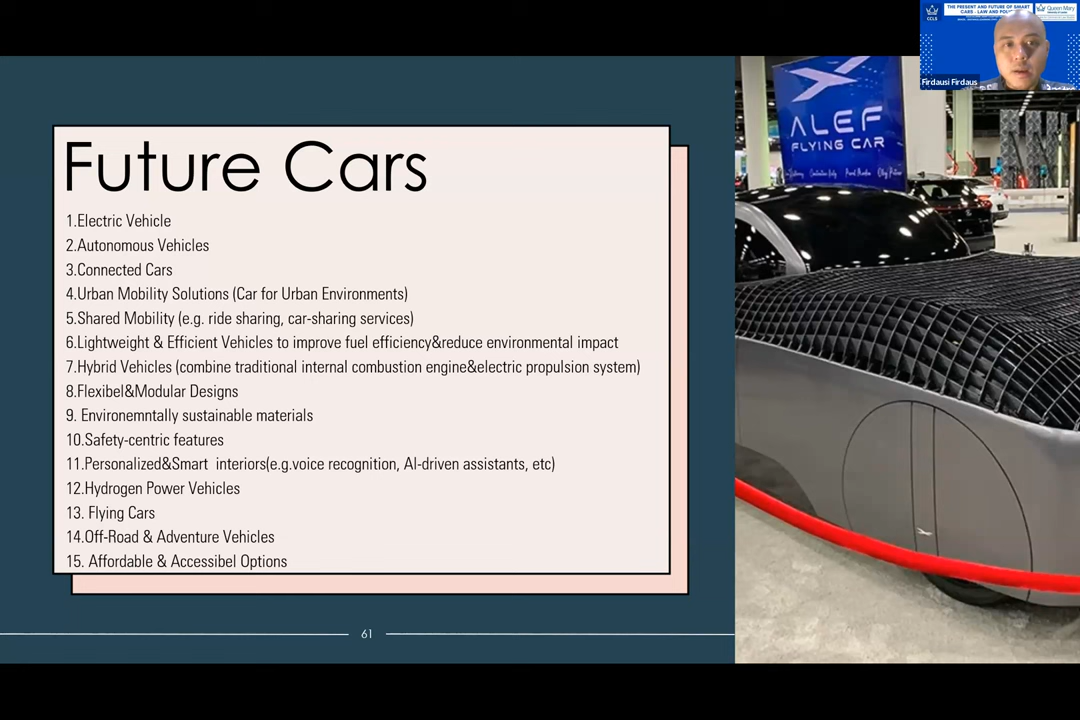 Future Cars
1.Electric Vehicle
2.Autonomous Vehicles
3.Connected Cars
4.Urban Mobility Solutions (Car for Urban Environments)
5.Shared Mobility (e.g. ride sharing, car-sharing services)
6.Lightweight & Efficient Vehicles to improve fuel efficiency&reduce environmental impact
7.Hybrid Vehicles (combine traditional internal combustion engine&electric propulsion system)
8.Flexibel&Modular Designs
9. Environemntally sustainable materials
10.Safety-centric features
11.Personalized&Smart interiors(e.g.voice recognition, AI-driven assistants, etc)
12.Hydrogen Power Vehicles
13. Flying Cars
14.Off-Road & Adventure Vehicles
15. Affordable & Accessibel Options
61
ALEF
FLYING CAR
CCLS
THE PRESENT AND FUTURE OF SMART
CARS - LAW AND
Queen Mary
Firdausi Firdaus